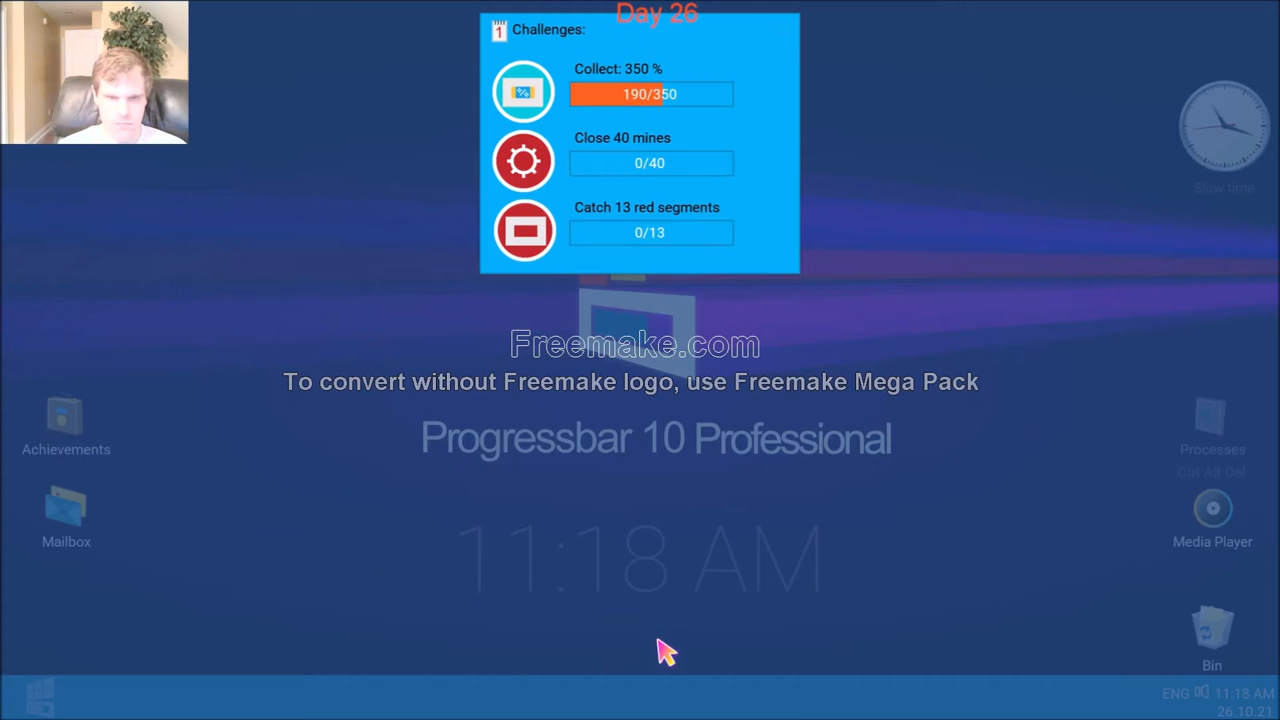 Day 26
1
Challenges:
Collect: 350 %
190/350
Close 40 mines
0/40
Catch 13 red segments
0/13
Slow time
Freemake.com
To convert without Freemake logo, use Freemake Mega Pack
Progressbar 10 Professional
Achievements
Processes
Ctrl Alt Del
11:18 AM
Mailbox
Media Player
Bin
ENG 11:18 AM
26.10.21